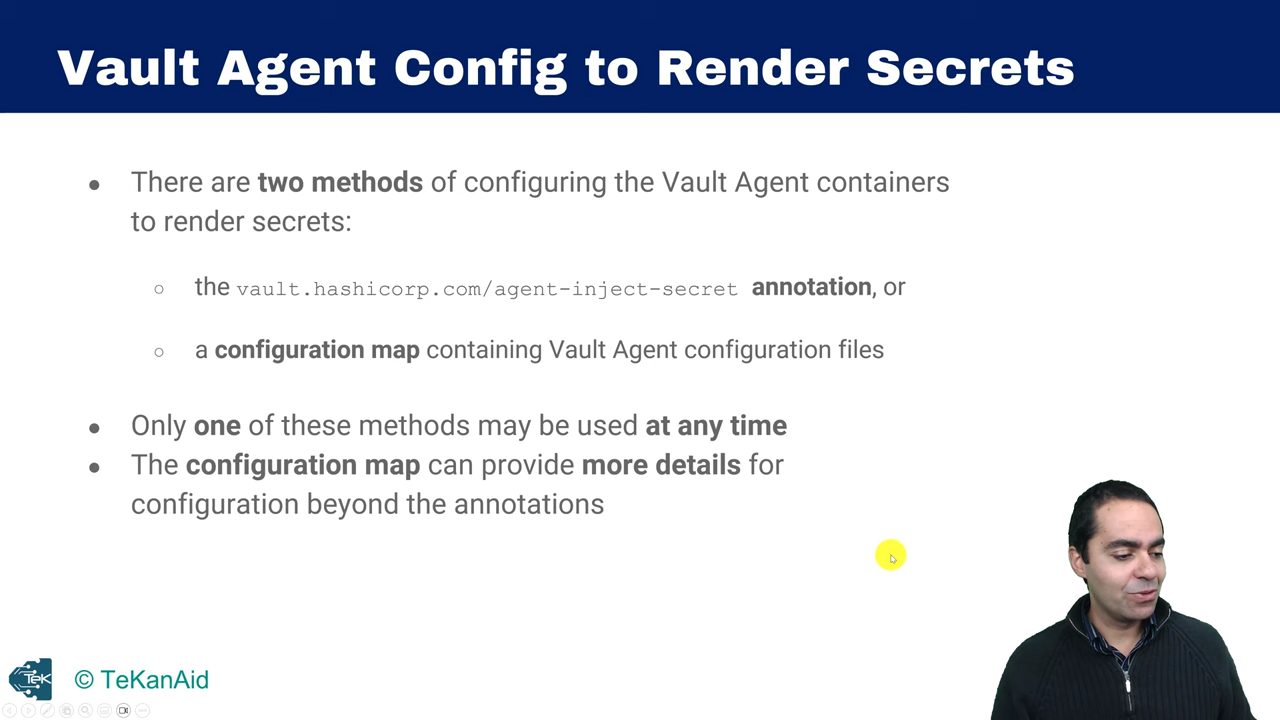 Vault Agent Config to Render Secrets
● There are two methods of configuring the Vault Agent containers
to render secrets:
○ the vault.hashicorp.com/agent-inject-secret annotation, or
○ a configuration map containing Vault Agent configuration files
● Only one of these methods may be used at any time
● The configuration map can provide more details for
configuration beyond the annotations
TeK
© TeKanAid